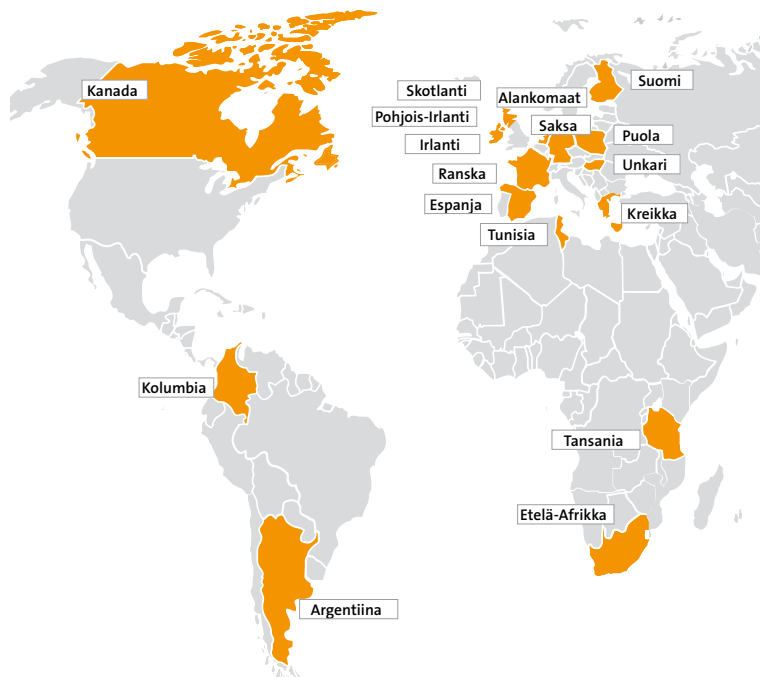 Kanada
Skotlanti
Alankomaat
Suomi
Pohjois-Irlanti
Saksa
Puola
Irlanti
Unkari
Ranska
Espanja
Kreikka
Tunisia
Kolumbia
Tansania
Etelä-Afrikka
Argentiina